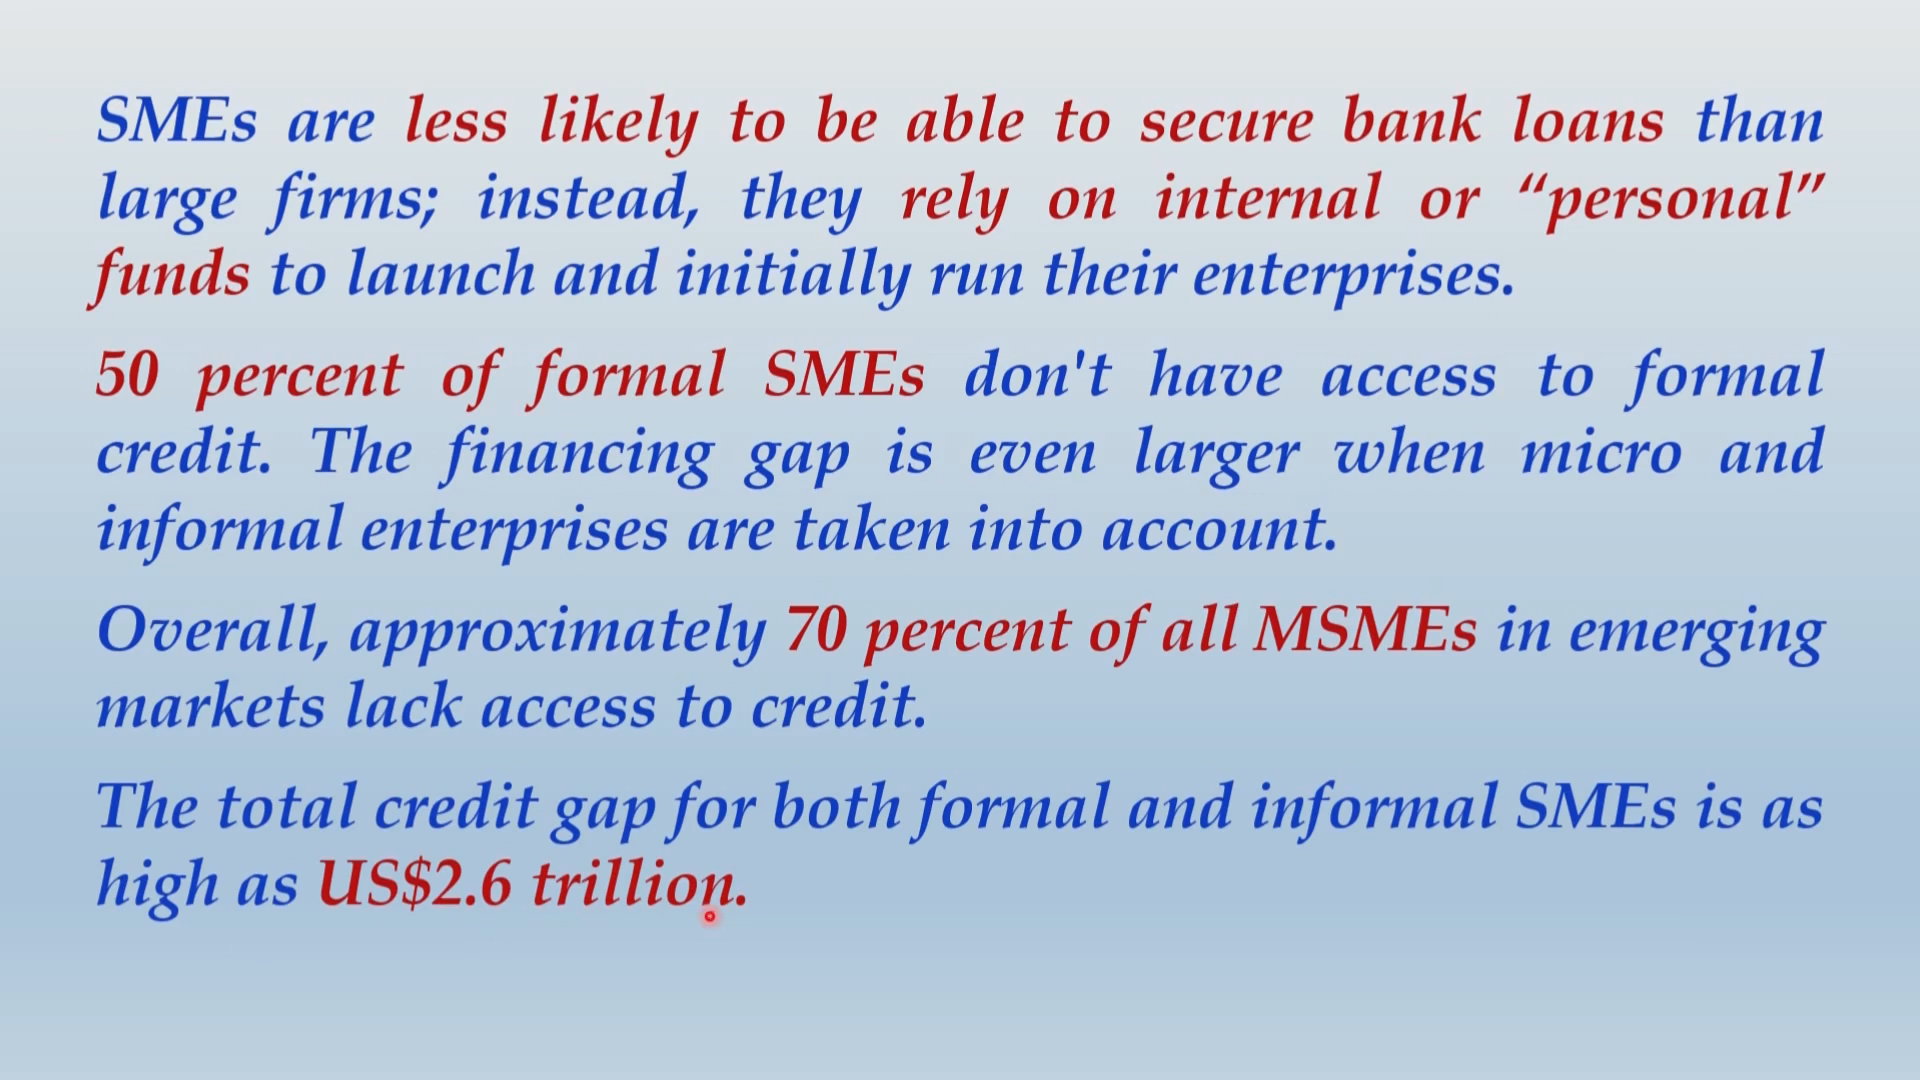 SMEs are less likely to be able to secure bank loans than
large firms; instead, they rely on internal or “personal”
funds to launch and initially run their enterprises.
50 percent of formal SMEs don't have access to formal
credit. The financing gap is even larger when micro and
informal enterprises are taken into account.
Overall, approximately 70 percent of all MSMEs in emerging
markets lack access to credit.
The total credit gap for both formal and informal SMEs is as
high as US$2.6 trillion.